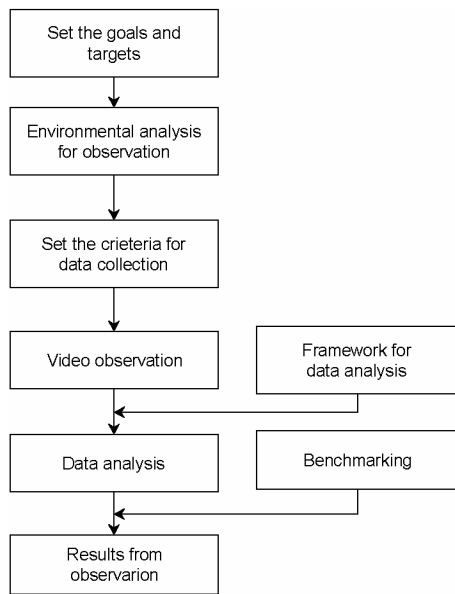 Set the goals and
targets
Environmental analysis
for observation
Set the crieteria for
data collection
Video observation
Framework for
data analysis
Data analysis
Benchmarking
Results from
observarion